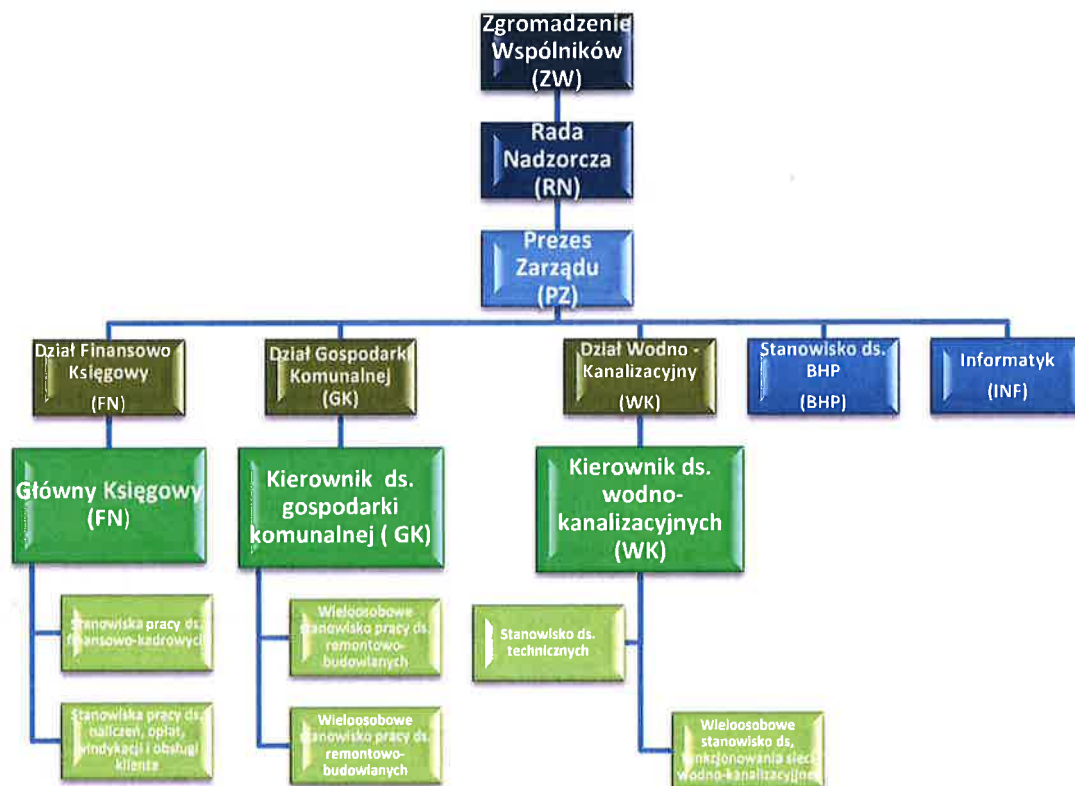 Zgromadzenie
Wspólników
(ZW)
Rada
Nadzorcza
(RN)
Prezes
Zarządu
(PZ)
Dział Finansowo
Księgowy
(FN)
Dział Gospodarki
Komunalnej
(GK)
Dział Wodno -
Kanalizacyjny
(WK)
Stanowisko ds.
BHP
(BHP)
Informatyk
(INF)
Główny Księgowy
(FN)
Kierownik ds.
gospodarki
komunalnej ( GK)
Kierownik ds.
wodno-
kanalizacyjnych
(WK)
Stanowiska pracy ds.
finansowo-kadrowych
Wieloosobowe
stanowisko pracy ds.
remontowo-
budowlanych
Stanowisko ds.
technicznych
Stanowiska pracy ds.
naliczeń, opłat,
windykacji i obsługi
klienta
Wieloosobowe
stanowisko pracy ds.
remontowo-
budowlanych
Wieloosobowe
stanowisko ds,
funkcjonowania sieci
wodno-kanalizacyjnej